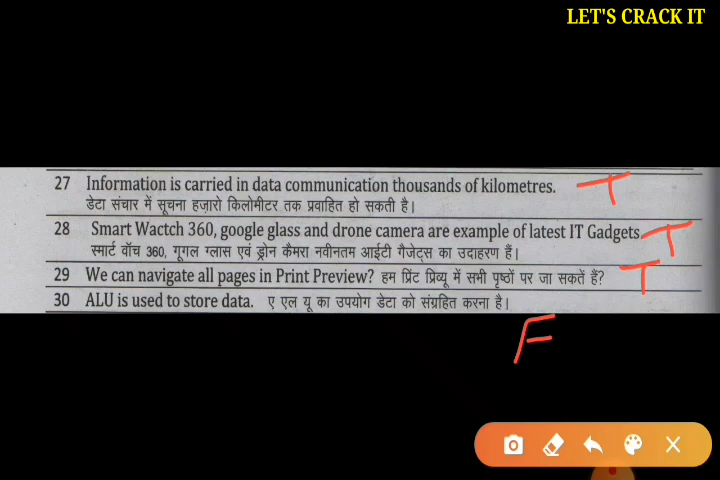 LET'S CRACK IT
27 Information is carried in data communication thousands of kilometres. T
डेटा संचार में सूचना हज़ारो किलोमीटर तक प्रवाहित हो सकती है।
28 Smart Wactch 360, google glass and drone camera are example of latest IT Gadgets. T
स्मार्ट वॉच 360, गूगल ग्लास एवं ड्रोन कैमरा नवीनतम आईटी गैजेट्स का उदाहरण हैं।
29 We can navigate all pages in Print Preview? हम प्रिंट प्रिव्यू में सभी पृष्ठों पर जा सकतें हैं? T
30 ALU is used to store data. ए एल यू का उपयोग डेटा को संग्रहित करना है।
F